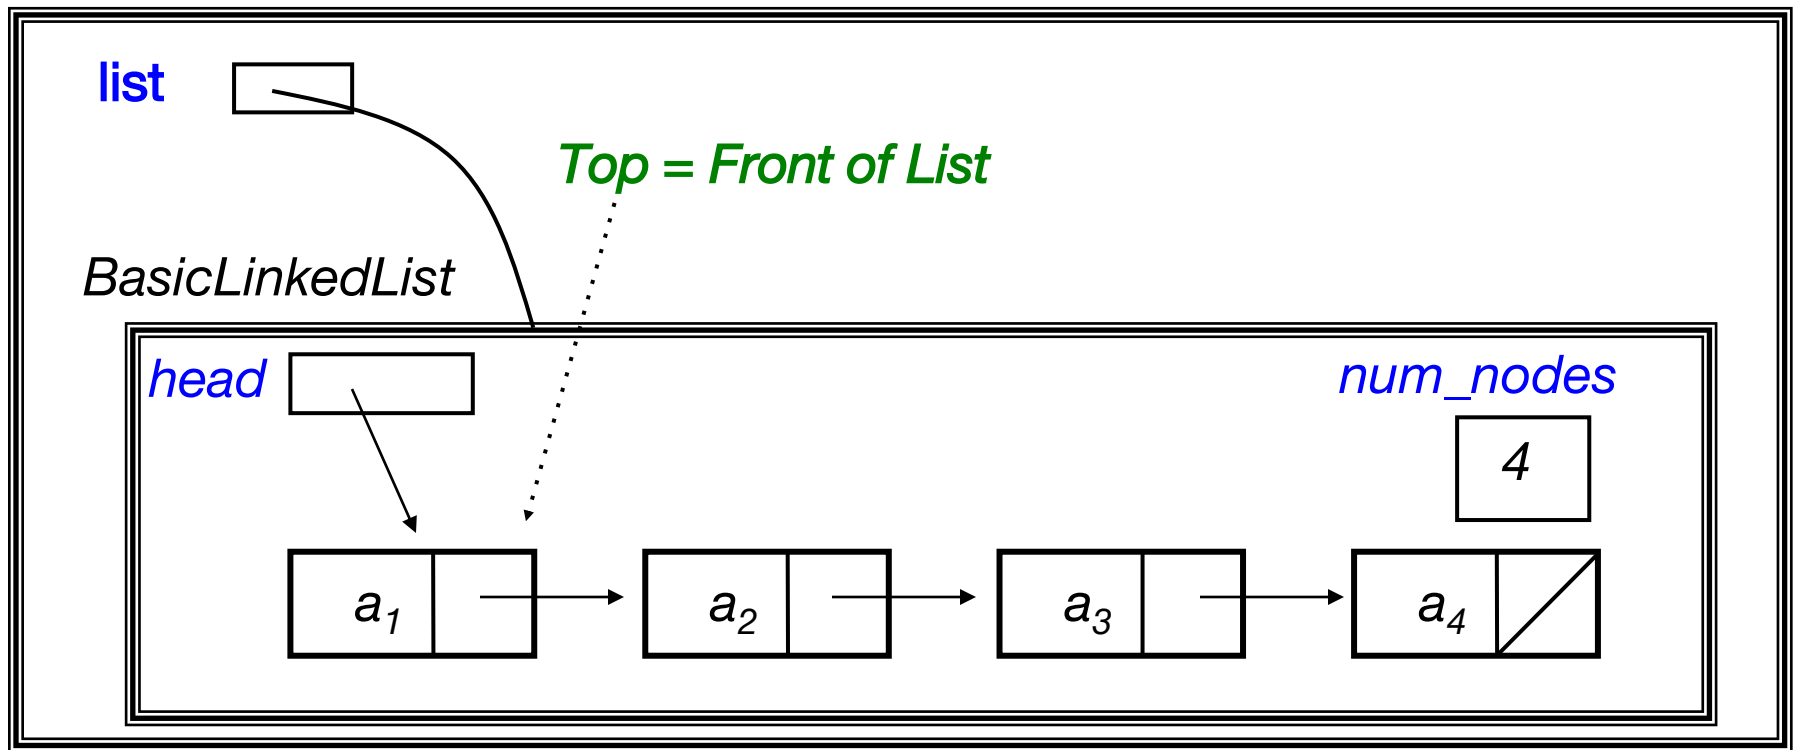 list
Top = Front of List
BasicLinkedList
head
num_nodes
4
a1
a2
a3
a4